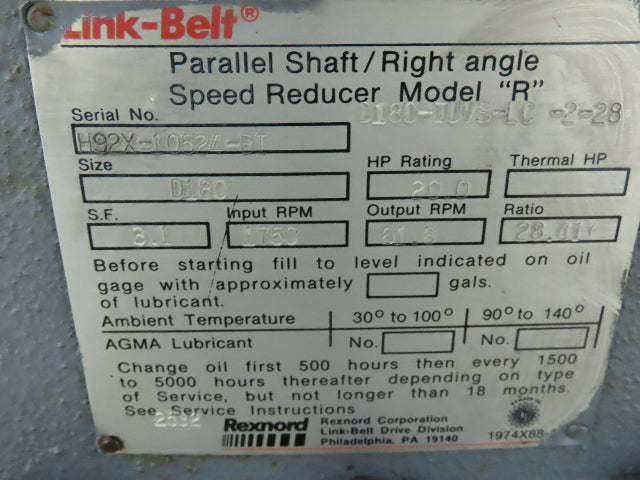 Link-Belt®
Parallel Shaft/Right angle
Speed Reducer Model "R"
Serial No. D180-IUVS-LC -2-28
H92X-10524-BT
Size HP Rating Thermal HP
D180 20.0
S.F. Input RPM Output RPM Ratio
3.1 1750 61.6 28.41
Before starting fill to level indicated on oil
gage with approximately gals.
of lubricant.
Ambient Temperature 30° to 100° 90° to 140°
AGMA Lubricant No. No.
Change oil first 500 hours then every 1500
to 5000 hours thereafter depending on type
of Service, but not longer than 18 months.
See Service Instructions
2592 Rexnord Rexnord Corporation
Link-Belt Drive Division
Philadelphia, PA 19140 1974X88-